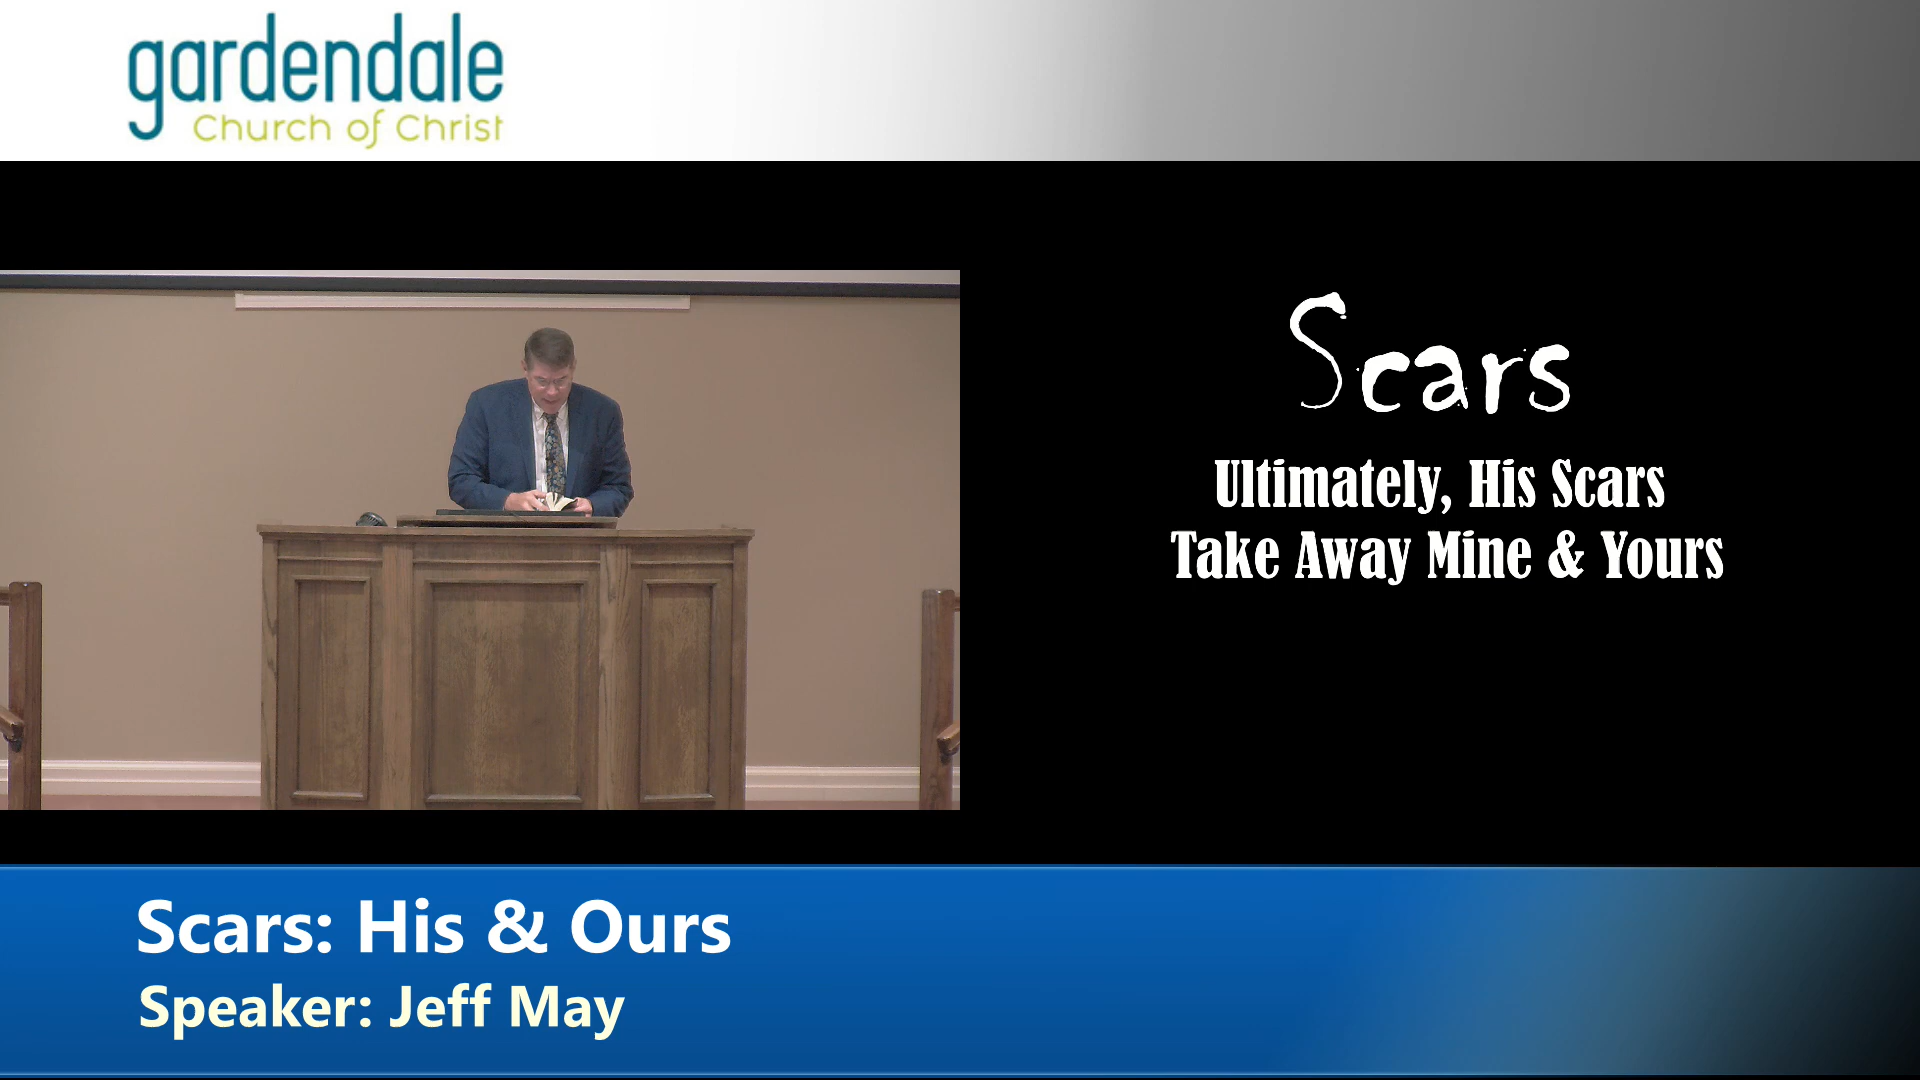 gardendale
Church of Christ
Scars
Ultimately, His Scars
Take Away Mine & Yours
Scars: His & Ours
Speaker: Jeff May